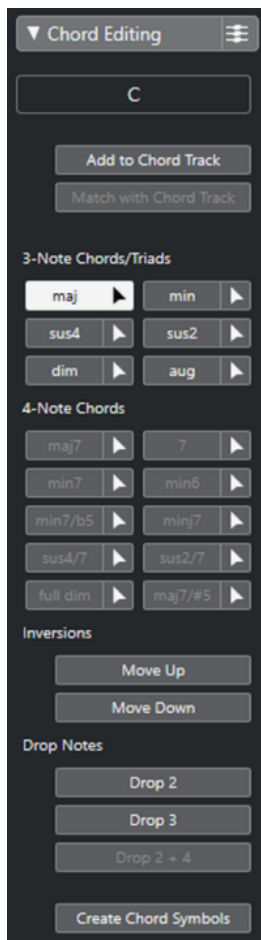 Chord Editing
C
Add to Chord Track
Match with Chord Track
3-Note Chords/Triads
maj min
sus4 sus2
dim aug
4-Note Chords
maj7 7
min7 min6
min7/b5 minj7
sus4/7 sus2/7
full dim maj7/#5
Inversions
Move Up
Move Down
Drop Notes
Drop 2
Drop 3
Drop 2 + 4
Create Chord Symbols